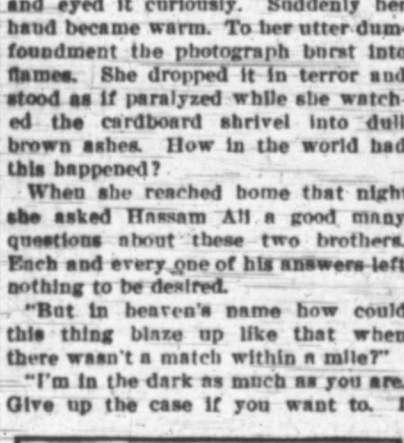 and eyed it curiously. Suddenly her
hand became warm. To her utter dum-
foundment the photograph burst into
flames. She dropped it in terror and
stood as if paralyzed while she watch-
ed the cardboard shrivel into dull
brown ashes. How in the world had
this happened?
When she reached home that night
she asked Hassam Ali a good many
questions about these two brothers.
Each and every one of his answers left
nothing to be desired.
"But in heaven's name how could
this thing blaze up like that when
there wasn't a match within a mile?"
"I'm in the dark as much as you are.
Give up the case if you want to. I